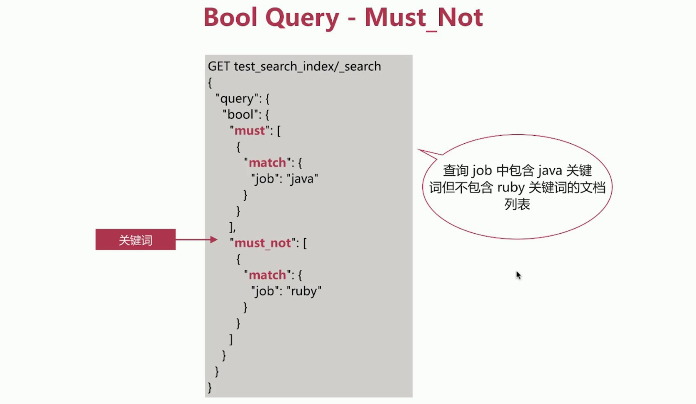 Bool Query - Must_Not
GET test_search_index/_search
{
"query": {
"bool": {
"must": [
{
"match": {
"job": "java"
}
}
],
"must_not": [
{
"match": {
"job": "ruby"
}
}
]
}
}
}
关键词
查询 job 中包含 java 关键
词但不包含 ruby 关键词的文档
列表